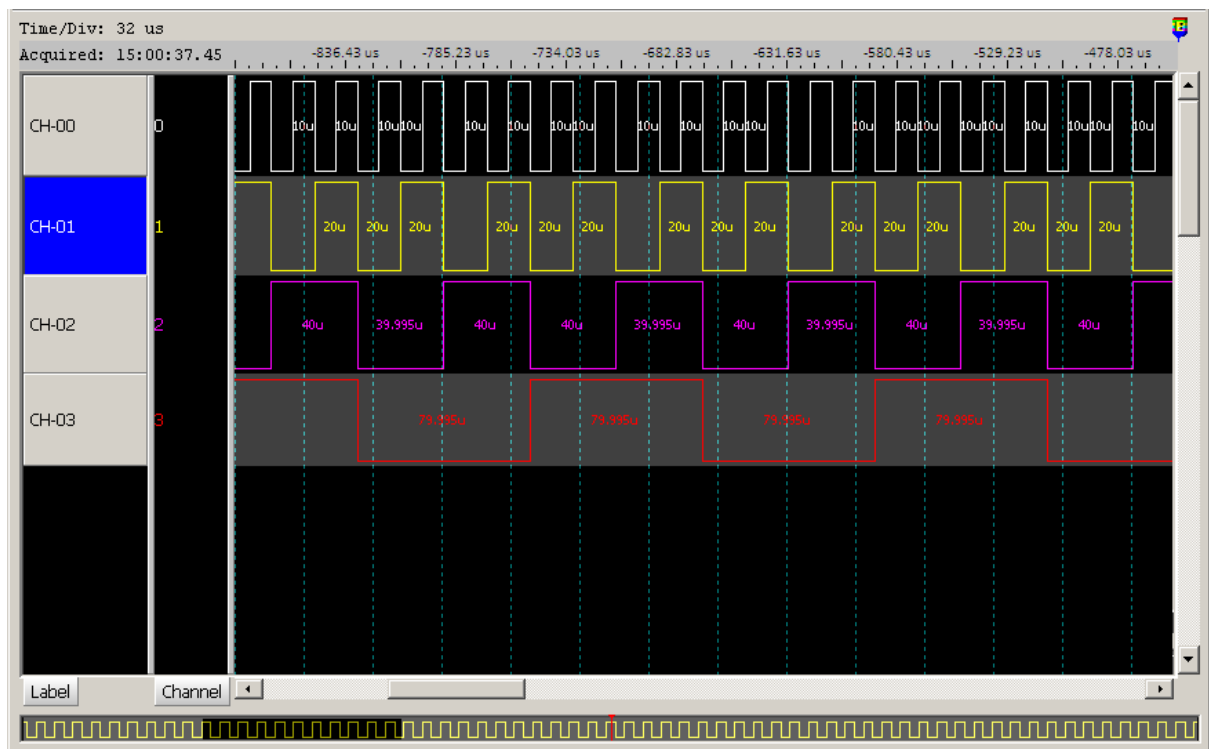 Time/Div: 32 us
Acquired: 15:00:37.45
-836.43 us -785.23 us -734.03 us -682.83 us -631.63 us -580.43 us -529.23 us -478.03 us
CH-00 0 10u 10u 10u 10u 10u 10u 10u 10u 10u 10u 10u 10u 10u 10u 10u 10u 10u 10u 10u 10u 10u
CH-01 1 20u 20u 20u 20u 20u 20u 20u 20u 20u 20u 20u 20u 20u 20u 20u
CH-02 2 40u 39.995u 40u 40u 39.995u 40u 39.995u 40u 39.995u 40u
CH-03 3 79.995u 79.995u 79.995u 79.995u
Label Channel